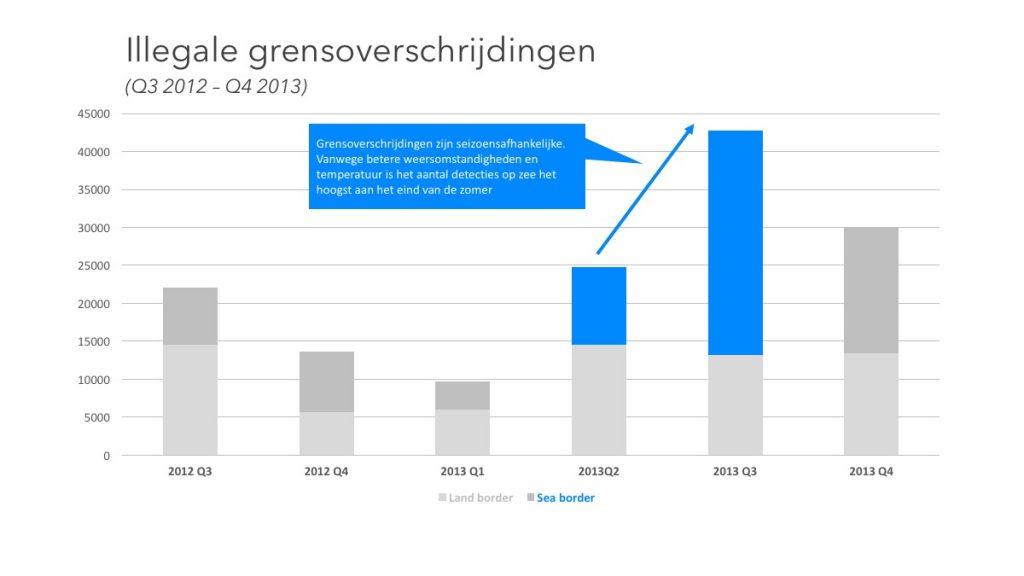 Illegale grensoverschrijdingen
(Q3 2012 – Q4 2013)
45000
40000
35000
30000
25000
20000
15000
10000
5000
0
Grensoverschrijdingen zijn seizoensafhankelijke.
Vanwege betere weersomstandigheden en
temperatuur is het aantal detecties op zee het
hoogst aan het eind van de zomer
2012 Q3
2012 Q4
2013 Q1
2013Q2
2013 Q3
2013 Q4
Land border
Sea border